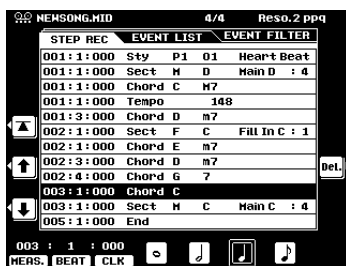 NEWSONG.MID 4/4 Reso.2 ppq
STEP REC EVENT LIST EVENT FILTER
001:1:000 Sty P1 01 Heart Beat
001:1:000 Sect M D Main D : 4
001:1:000 Chord C M7
001:1:000 Tempo 148
001:3:000 Chord D m7
002:1:000 Sect F C Fill In C : 1
002:1:000 Chord E m7
002:3:000 Chord D m7
002:4:000 Chord G 7
003:1:000 Chord C
003:1:000 Sect M C Main C : 4
005:1:000 End
Del.
003 : 1 : 000
MEAS. BEAT CLK